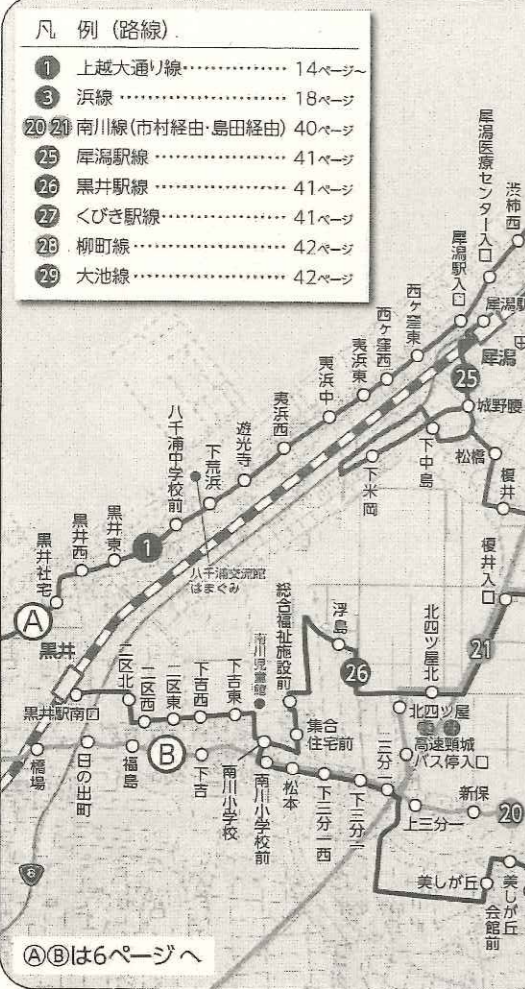 凡 例 (路線)
1 上越大通り線 14ページ~
3 浜線 18ページ
20 21 南川線(市村経由・島田経由) 40ページ
25 犀潟駅線 41ページ
26 黒井駅線 41ページ
27 くびき駅線 41ページ
28 柳町線 42ページ
29 大池線 42ページ
渋柿西
犀潟医療センター入口
犀潟駅入口
犀潟
25
城野腰
西ヶ窪東
西ヶ窪西
夷浜東
夷浜中
夷浜西
遊光寺
下荒浜
八千浦中学校前
八千浦交流館
はまぐみ
1
黒井東
黒井西
黒井社宅
A
黒井
下米岡
下中島
松橋
榎井
榎井入口
21
北四ツ屋北
北四ツ屋
高速頸城
バス停入口
浮島
26
総合福祉施設前
集合
住宅前
南川児童館
下吉東
下吉西
二区東
二区西
二区北
黒井駅南口
橋場
日の出町
福島
B
下吉
南川小学校
南川小学校前
松本
下三分一西
下三分一
三分一
上三分一
新保
20
美しが丘
美しが丘
会館前
ⒶⒷは6ページへ